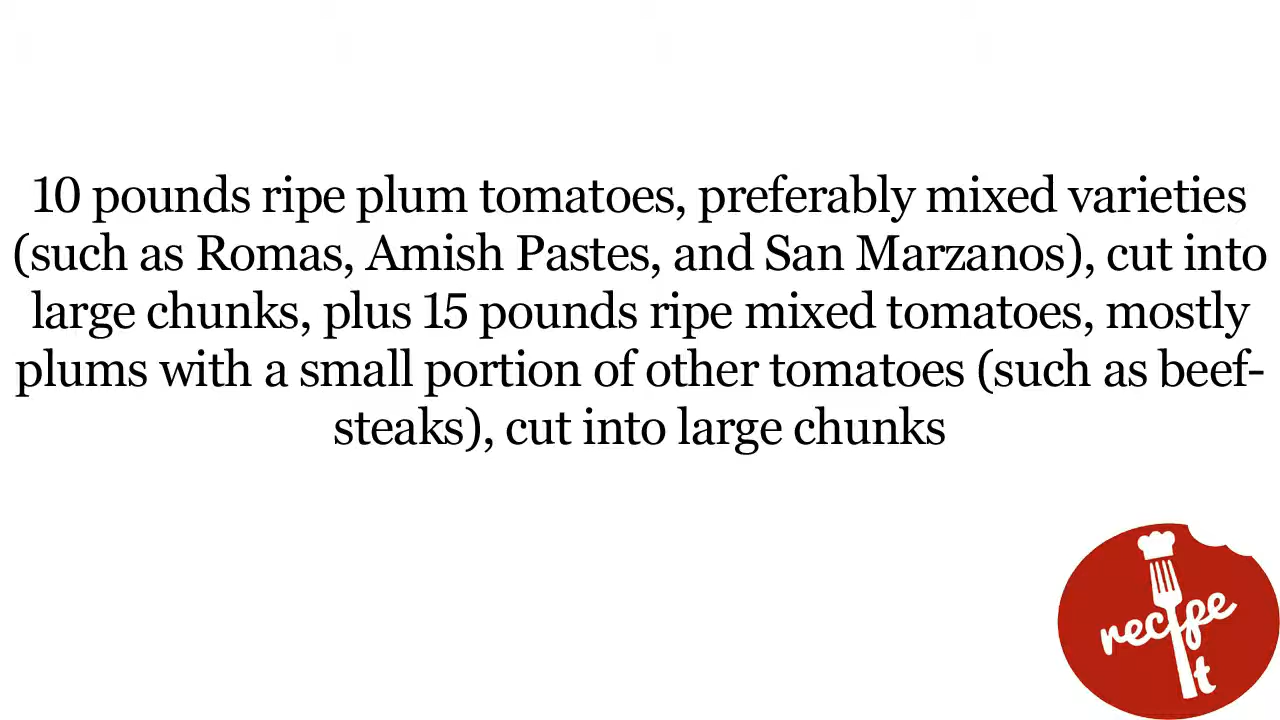 10 pounds ripe plum tomatoes, preferably mixed varieties
(such as Romas, Amish Pastes, and San Marzanos), cut into
large chunks, plus 15 pounds ripe mixed tomatoes, mostly
plums with a small portion of other tomatoes (such as beef-
steaks), cut into large chunks
recipe
It